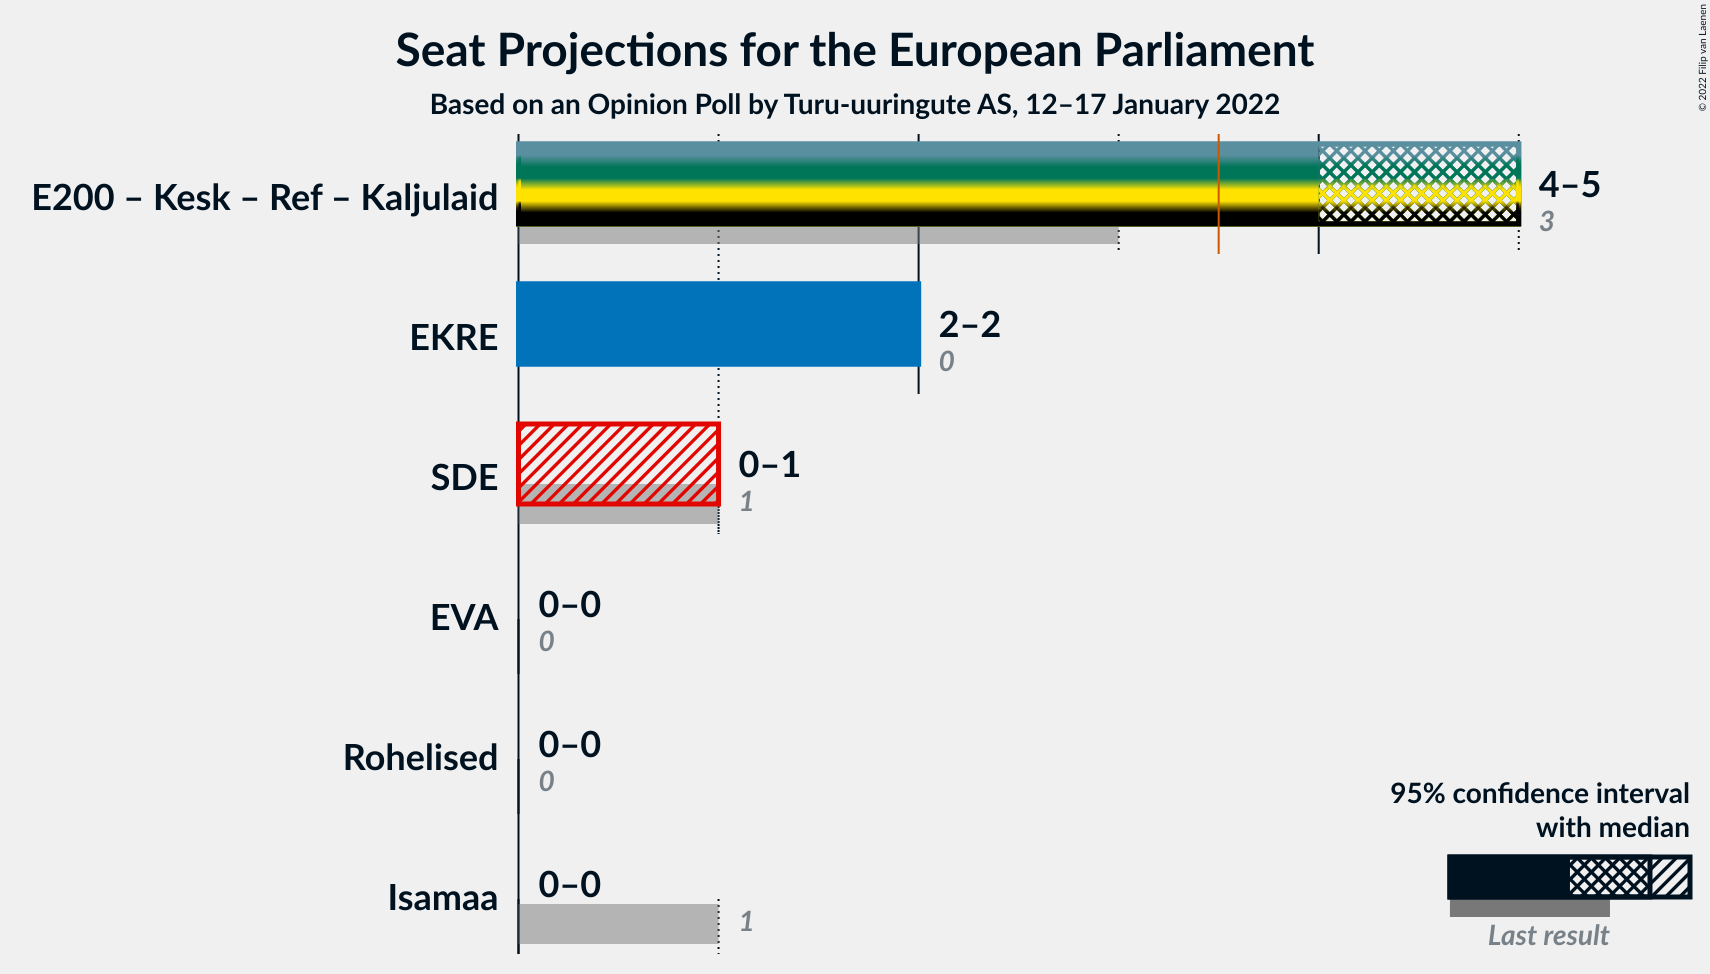 Seat Projections for the European Parliament
Based on an Opinion Poll by Turu-uuringute AS, 12–17 January 2022
© 2022 Filip van Laenen
E200 – Kesk – Ref – Kaljulaid
4–5
3
EKRE
2–2
0
SDE
0–1
1
EVA
0–0
0
Rohelised
0–0
0
Isamaa
0–0
1
95% confidence interval
with median
Last result